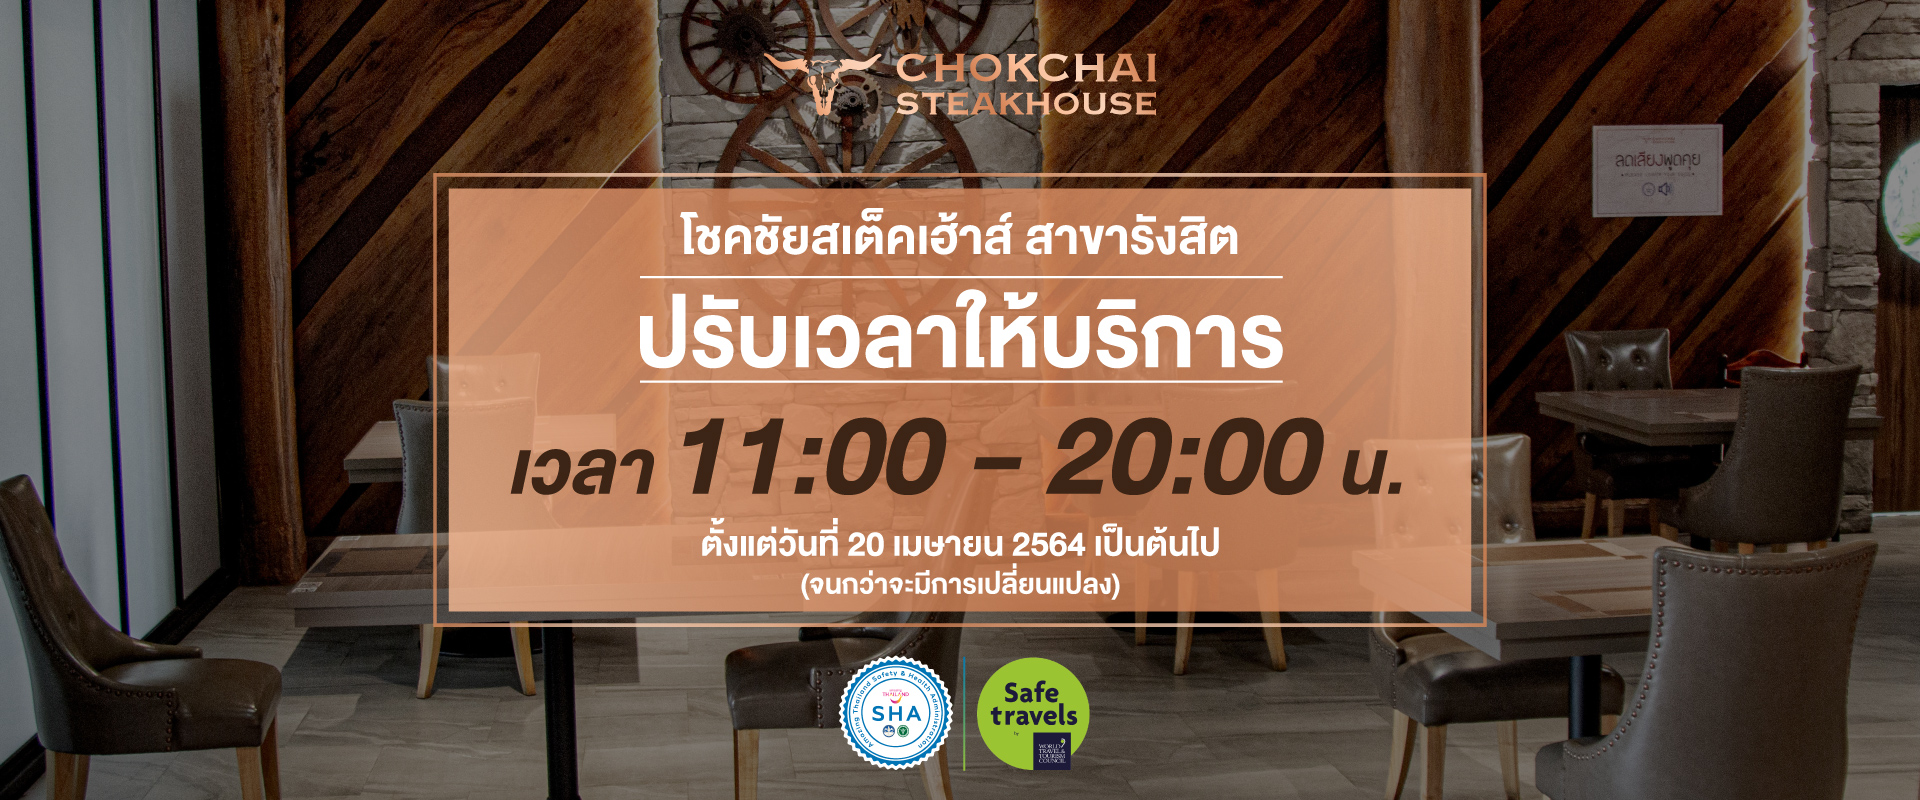 CHOKCHAI
STEAKHOUSE
ลดเสียงพูดคุย
โชคชัยสเต็คเฮ้าส์ สาขารังสิต
ปรับเวลาให้บริการ
เวลา 11:00 – 20:00 น.
ตั้งแต่วันที่ 20 เมษายน 2564 เป็นต้นไป
(จนกว่าจะมีการเปลี่ยนแปลง)
Amazing Thailand Safety & Health Administration
THAILAND
SHA
Safe
travels
by
WORLD
TRAVEL &
TOURISM
COUNCIL